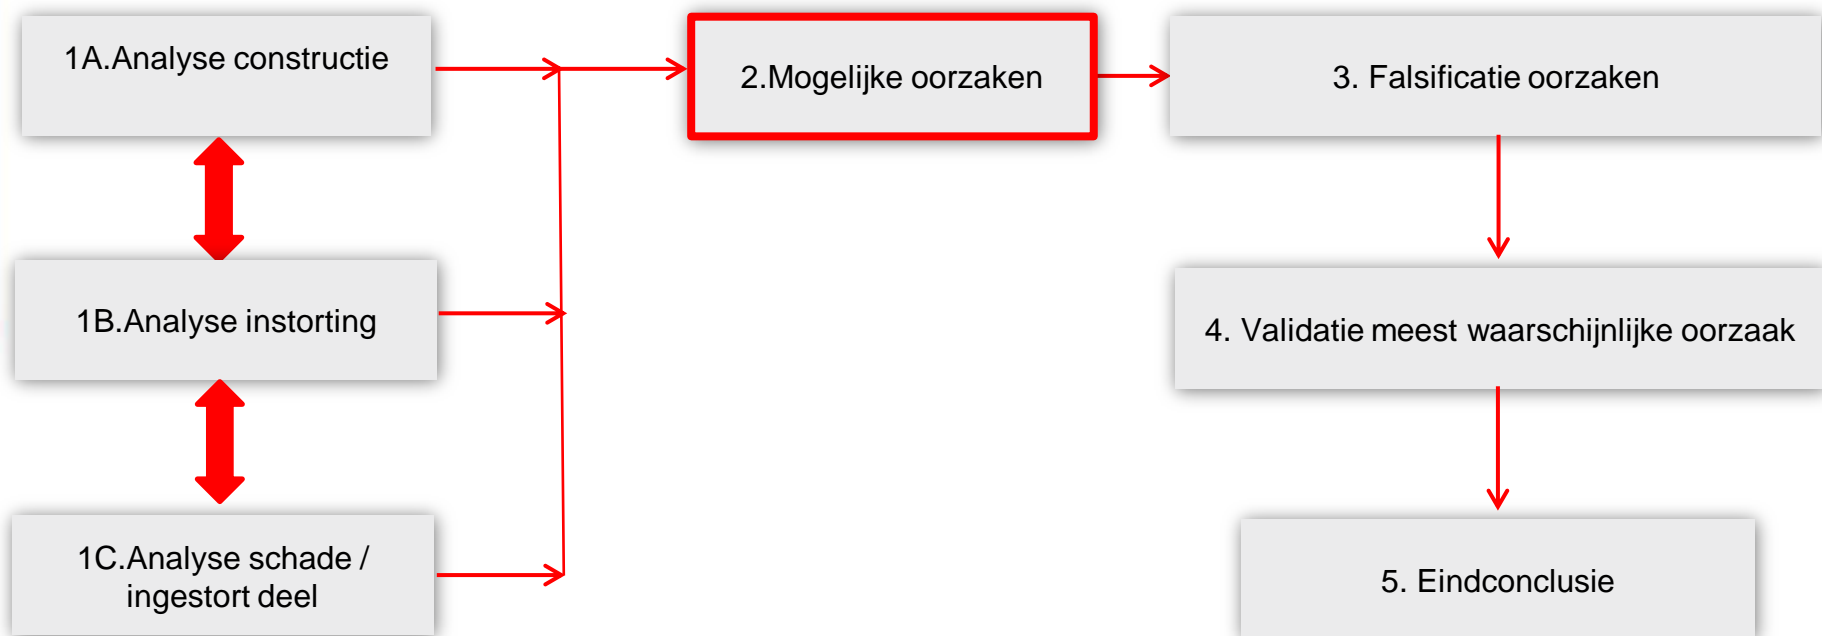 1A.Analyse constructie
2.Mogelijke oorzaken
3. Falsificatie oorzaken
1B.Analyse instorting
4. Validatie meest waarschijnlijke oorzaak
1C.Analyse schade /
ingestort deel
5. Eindconclusie